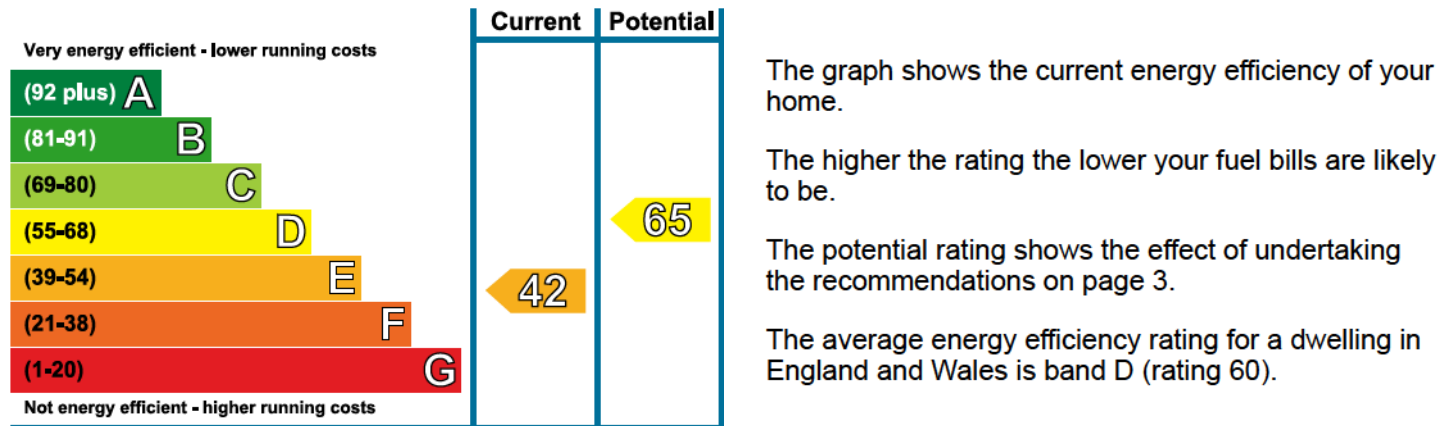 Current Potential
Very energy efficient - lower running costs
(92 plus) A
(81-91) B
(69-80) C
(55-68) D
(39-54) E
(21-38) F
(1-20) G
65
42
Not energy efficient - higher running costs
The graph shows the current energy efficiency of your
home.
The higher the rating the lower your fuel bills are likely
to be.
The potential rating shows the effect of undertaking
the recommendations on page 3.
The average energy efficiency rating for a dwelling in
England and Wales is band D (rating 60).